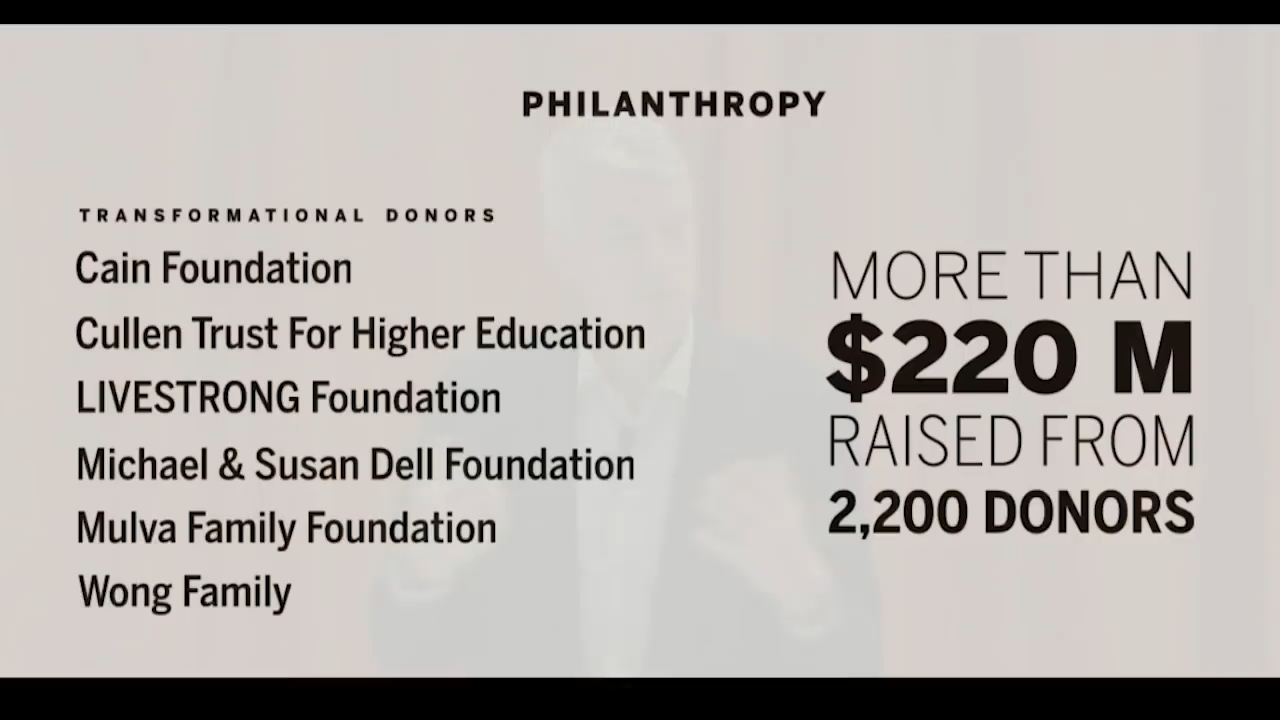 PHILANTHROPY
TRANSFORMATIONAL DONORS
Cain Foundation
Cullen Trust For Higher Education
LIVESTRONG Foundation
Michael & Susan Dell Foundation
Mulva Family Foundation
Wong Family
MORE THAN
$220 M
RAISED FROM
2,200 DONORS